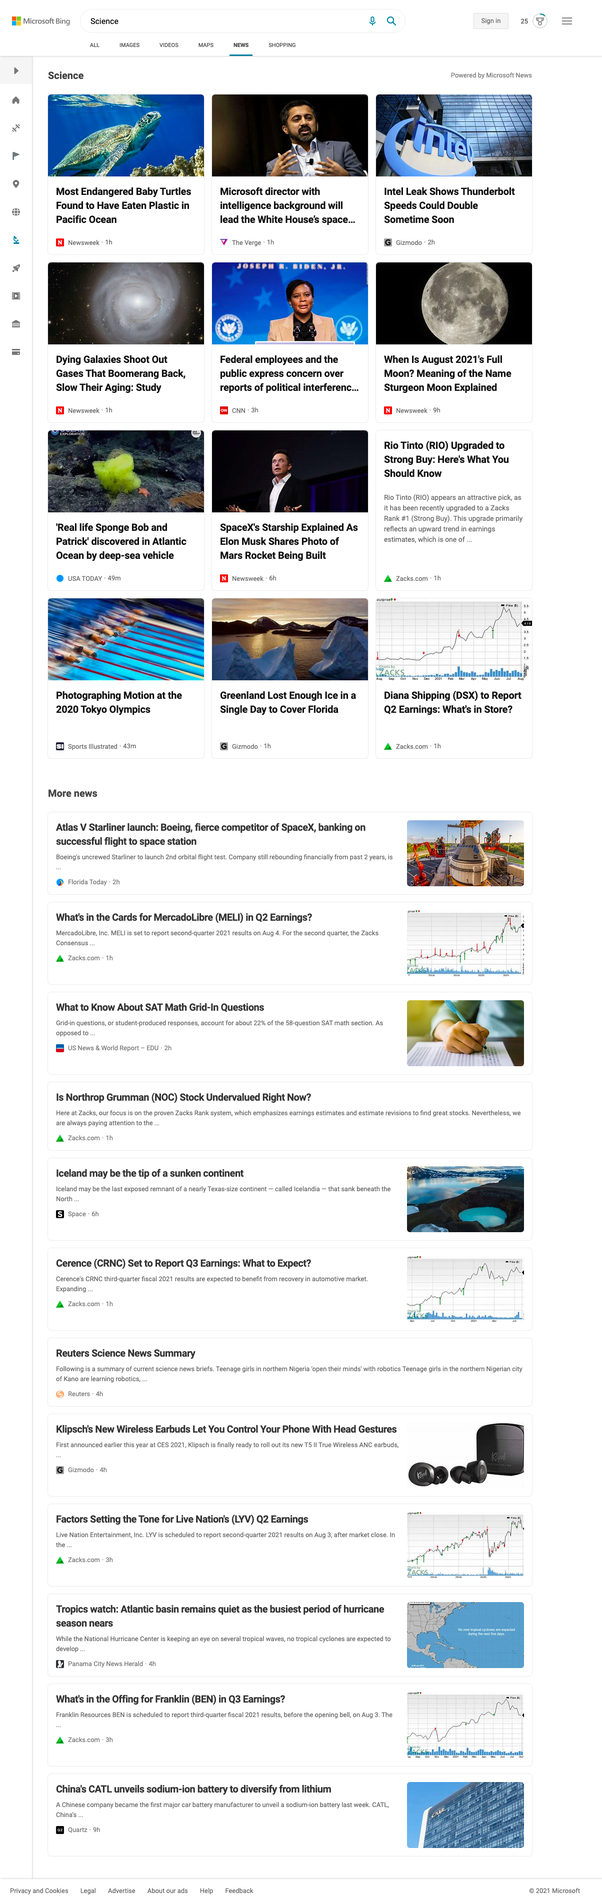 Microsoft Bing
Science
Sign in
25
ALL IMAGES VIDEOS MAPS NEWS SHOPPING
Science
Powered by Microsoft News
Most Endangered Baby Turtles
Found to Have Eaten Plastic in
Pacific Ocean
Newsweek · 1h
Microsoft director with
intelligence background will
lead the White House's space...
The Verge · 1h
intel
Intel Leak Shows Thunderbolt
Speeds Could Double
Sometime Soon
Gizmodo · 2h
Dying Galaxies Shoot Out
Gases That Boomerang Back,
Slow Their Aging: Study
Newsweek · 1h
JOSEPH R. BIDEN, JR.
Federal employees and the
public express concern over
reports of political interferenc...
CNN · 3h
When Is August 2021's Full
Moon? Meaning of the Name
Sturgeon Moon Explained
Newsweek · 9h
'Real life Sponge Bob and
Patrick' discovered in Atlantic
Ocean by deep-sea vehicle
USA TODAY · 49m
SpaceX's Starship Explained As
Elon Musk Shares Photo of
Mars Rocket Being Built
Newsweek · 6h
Rio Tinto (RIO) Upgraded to
Strong Buy: Here's What You
Should Know
Rio Tinto (RIO) appears an attractive pick, as
it has been recently upgraded to a Zacks
Rank #1 (Strong Buy). This upgrade primarily
reflects an upward trend in earnings
estimates, which is one of ...
Zacks.com · 1h
Photographing Motion at the
2020 Tokyo Olympics
Sports Illustrated · 43m
Greenland Lost Enough Ice in a
Single Day to Cover Florida
Gizmodo · 1h
ZACKS
Diana Shipping (DSX) to Report
Q2 Earnings: What's in Store?
Zacks.com · 1h
More news
Atlas V Starliner launch: Boeing, fierce competitor of SpaceX, banking on
successful flight to space station
Boeing's uncrewed Starliner to launch 2nd orbital flight test. Company still rebounding financially from past 2 years, is
...
Florida Today · 2h
What's in the Cards for MercadoLibre (MELI) in Q2 Earnings?
MercadoLibre, Inc. MELI is set to report second-quarter 2021 results on Aug 4. For the second quarter, the Zacks
Consensus ...
Zacks.com · 1h
What to Know About SAT Math Grid-In Questions
Grid-in questions, or student-produced responses, account for about 22% of the 58-question SAT math section. As
opposed to ...
US News & World Report – EDU · 2h
Is Northrop Grumman (NOC) Stock Undervalued Right Now?
Here at Zacks, our focus is on the proven Zacks Rank system, which emphasizes earnings estimates and estimate revisions to find great stocks. Nevertheless, we
are always paying attention to the ...
Zacks.com · 1h
Iceland may be the tip of a sunken continent
Iceland may be the last exposed remnant of a nearly Texas-size continent — called Icelandia — that sank beneath the
North ...
Space · 6h
Cerence (CRNC) Set to Report Q3 Earnings: What to Expect?
Cerence's CRNC third-quarter fiscal 2021 results are expected to benefit from recovery in automotive market.
Expanding ...
Zacks.com · 1h
Reuters Science News Summary
Following is a summary of current science news briefs. Teenage girls in northern Nigeria 'open their minds' with robotics Teenage girls in the northern Nigerian city
of Kano are learning robotics, ...
Reuters · 4h
Klipsch's New Wireless Earbuds Let You Control Your Phone With Head Gestures
First announced earlier this year at CES 2021, Klipsch is finally ready to roll out its new T5 II True Wireless ANC earbuds,
...
Gizmodo · 4h
Factors Setting the Tone for Live Nation's (LYV) Q2 Earnings
Live Nation Entertainment, Inc. LYV is scheduled to report second-quarter 2021 results on Aug 3, after market close. In
the ...
Zacks.com · 3h
ZACKS
Tropics watch: Atlantic basin remains quiet as the busiest period of hurricane
season nears
While the National Hurricane Center is keeping an eye on several tropical waves, no tropical cyclones are expected to
develop ...
Panama City News Herald · 4h
What's in the Offing for Franklin (BEN) in Q3 Earnings?
Franklin Resources BEN is scheduled to report third-quarter fiscal 2021 results, before the opening bell, on Aug 3. The
...
Zacks.com · 3h
China's CATL unveils sodium-ion battery to diversify from lithium
A Chinese company became the first major car battery manufacturer to unveil a sodium-ion battery last week. CATL,
China's ...
Quartz · 9h
Privacy and Cookies Legal Advertise About our ads Help Feedback
© 2021 Microsoft